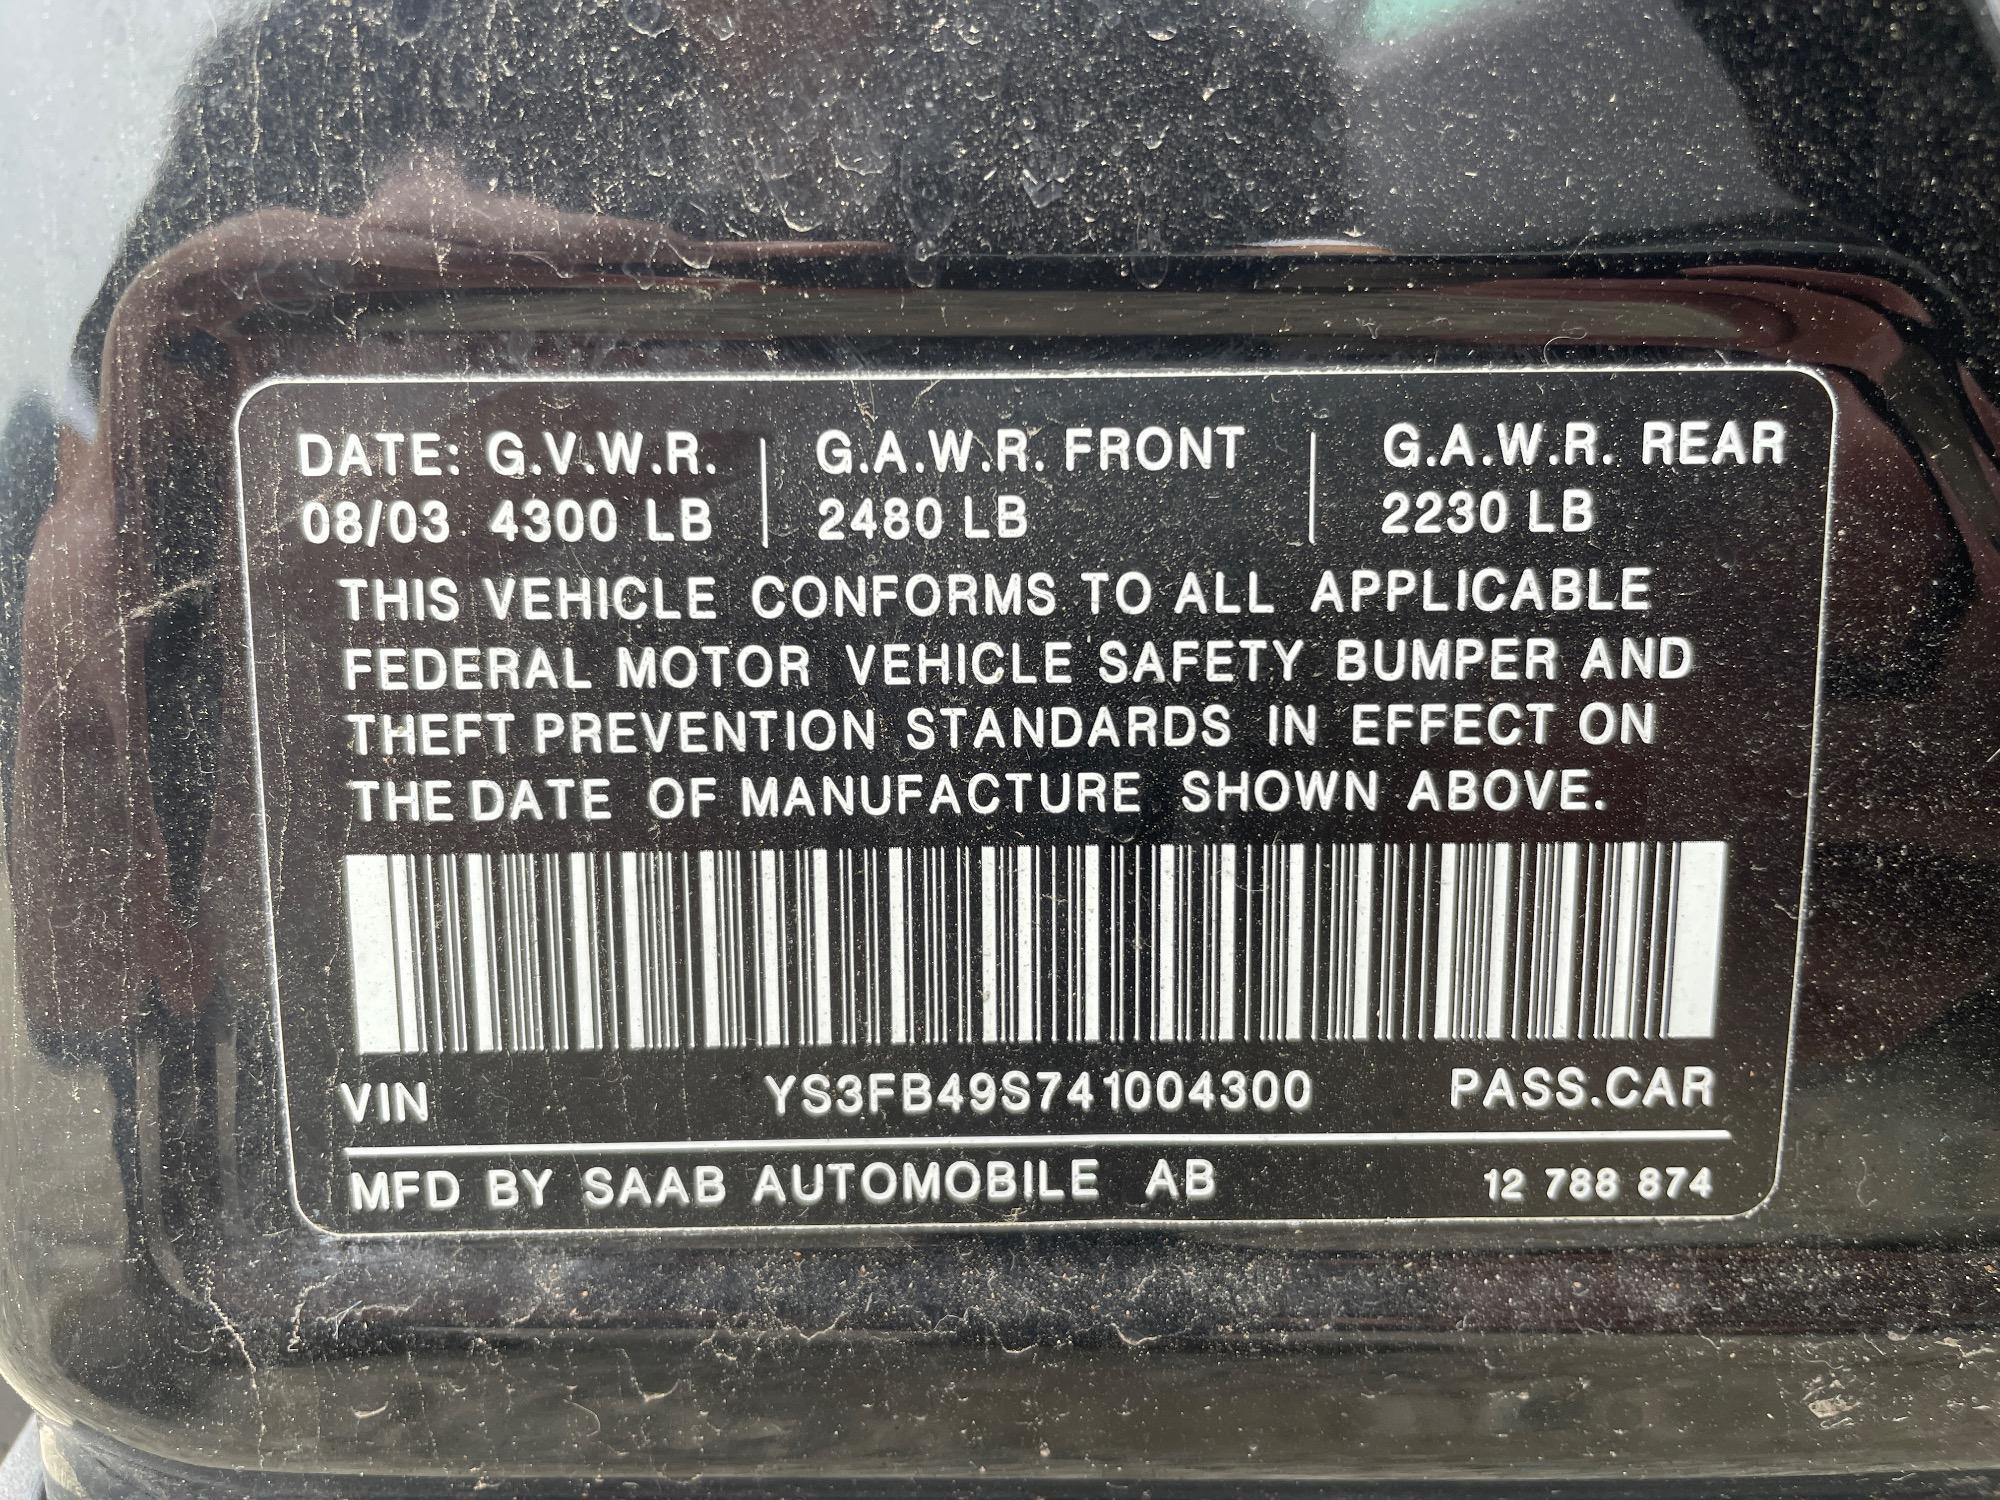 DATE: G.V.W.R. | G.A.W.R. FRONT | G.A.W.R. REAR
08/03 4300 LB | 2480 LB | 2230 LB
THIS VEHICLE CONFORMS TO ALL APPLICABLE
FEDERAL MOTOR VEHICLE SAFETY BUMPER AND
THEFT PREVENTION STANDARDS IN EFFECT ON
THE DATE OF MANUFACTURE SHOWN ABOVE.
VIN YS3FB49S741004300 PASS.CAR
MFD BY SAAB AUTOMOBILE AB 12 788 874